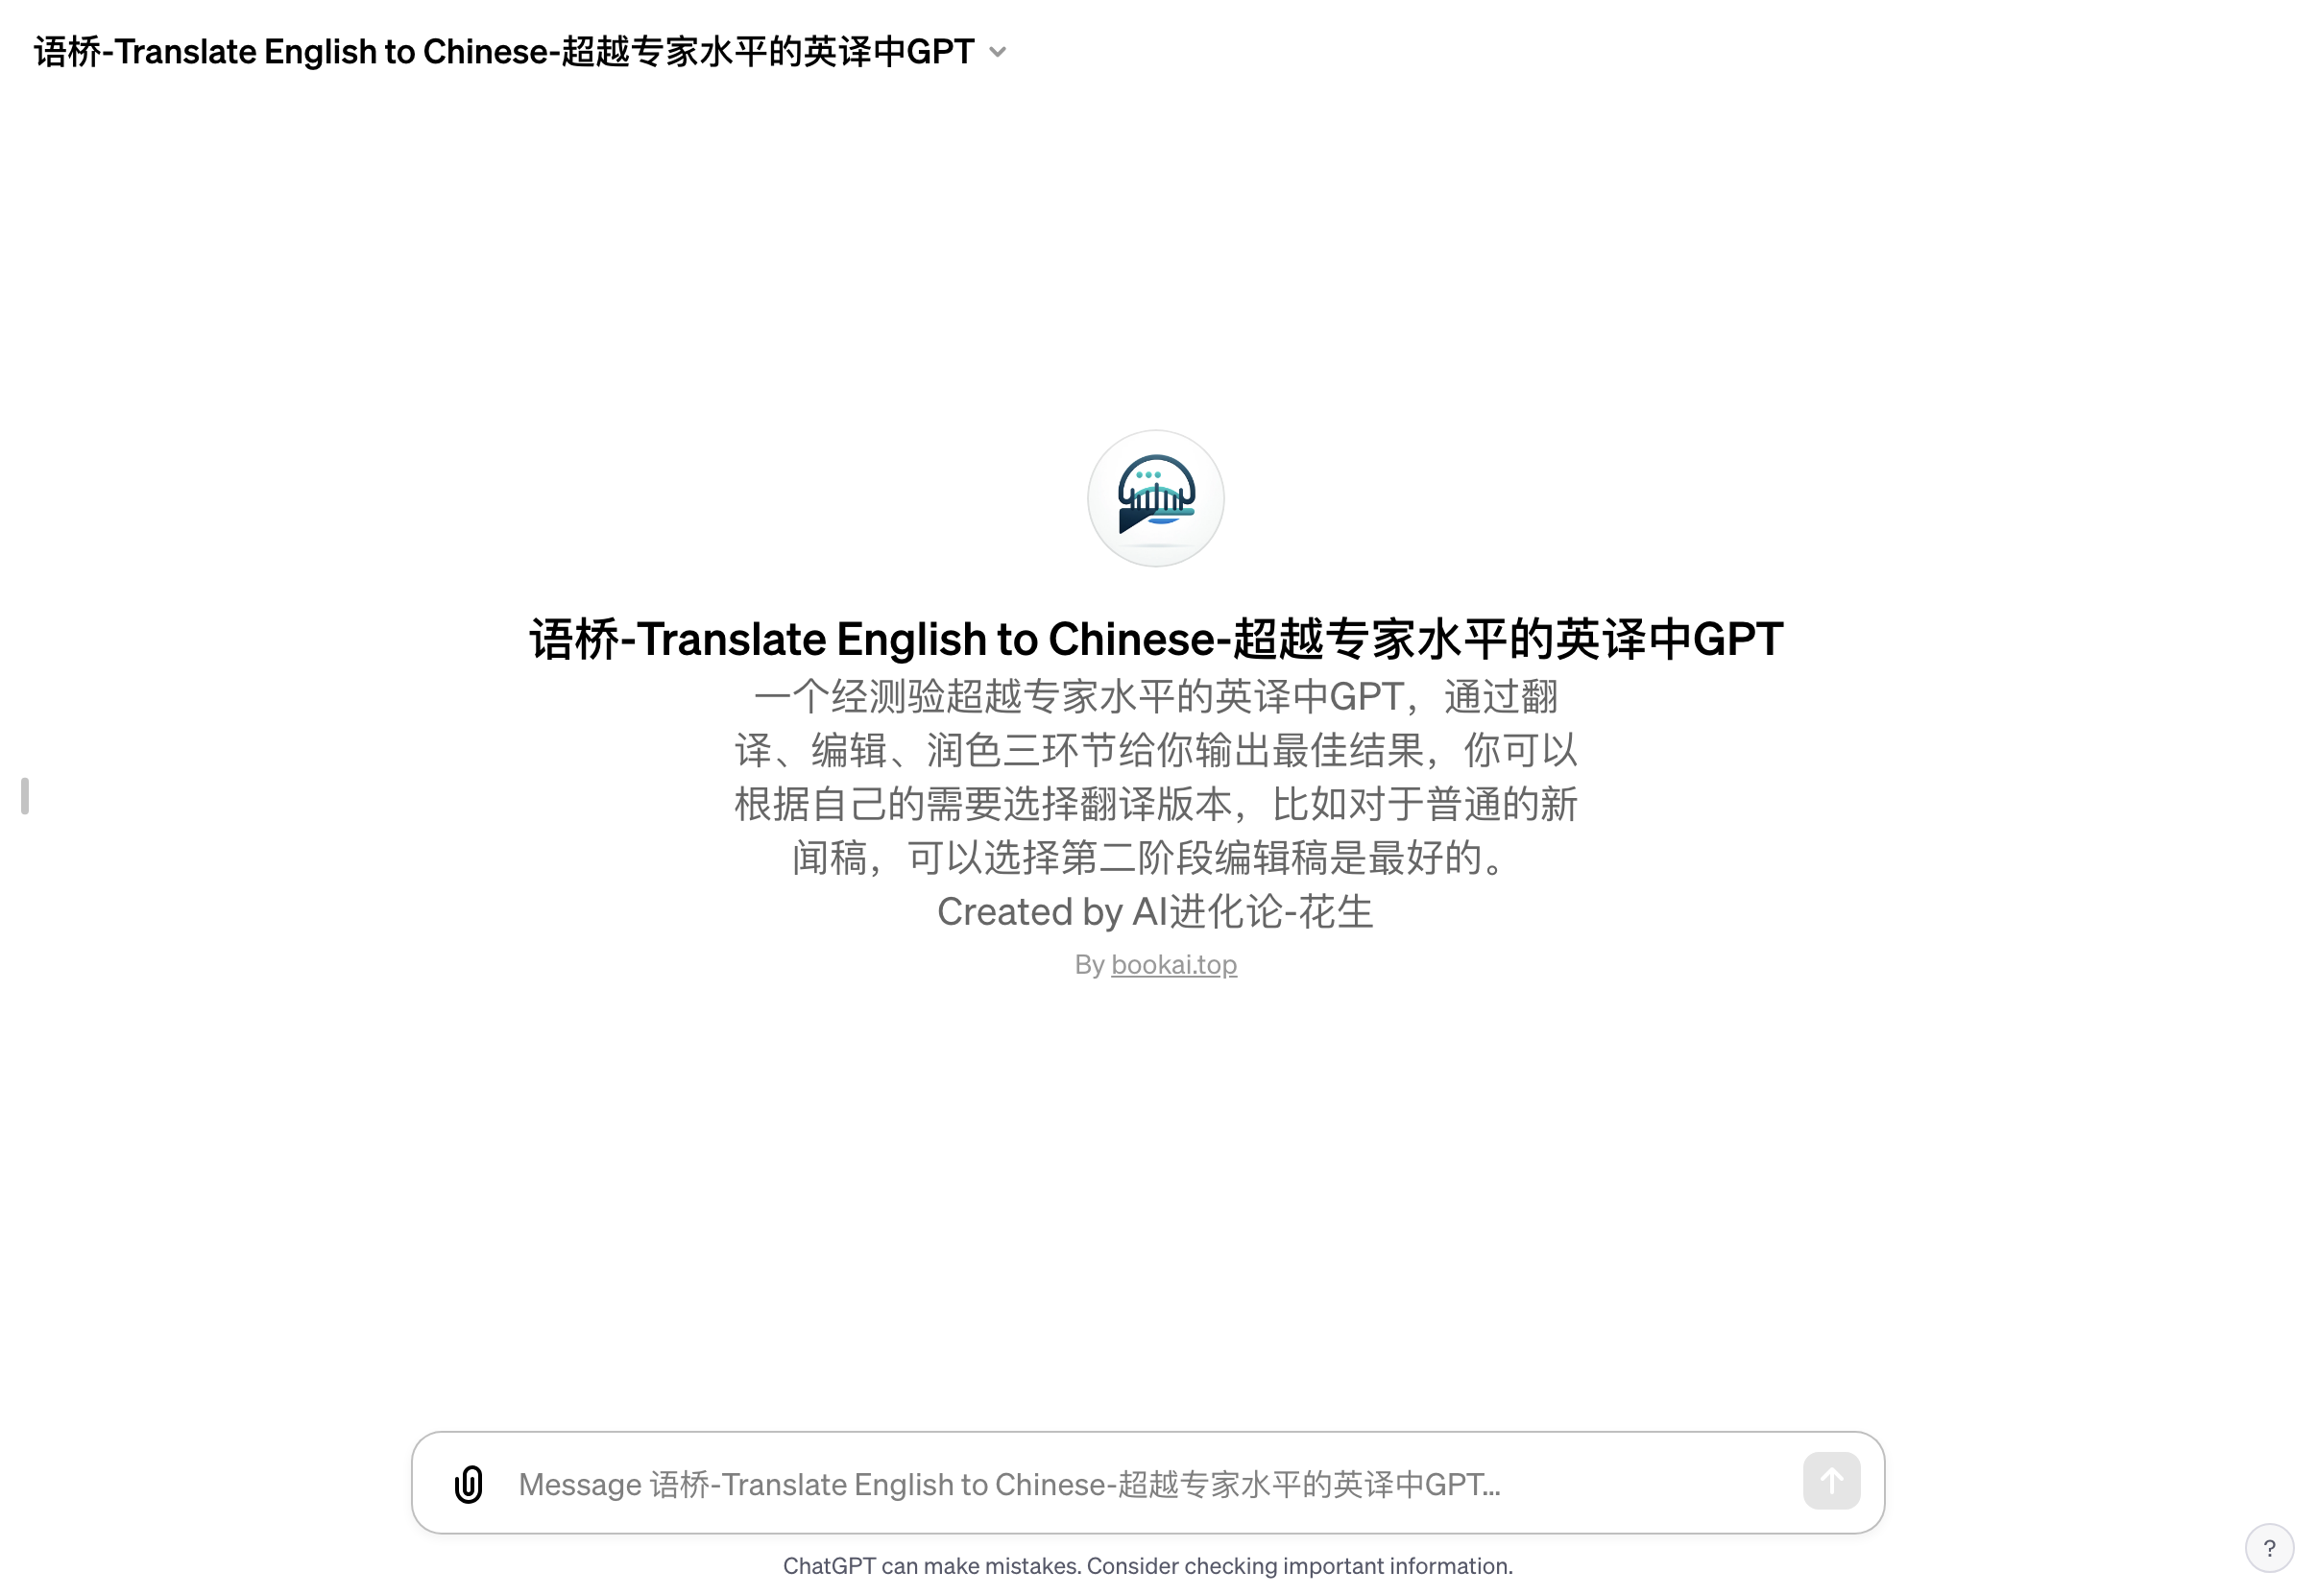 语桥-Translate English to Chinese-超越专家水平的英译中GPT
语桥-Translate English to Chinese-超越专家水平的英译中GPT
一个经测验超越专家水平的英译中GPT，通过翻
译、编辑、润色三环节给你输出最佳结果，你可以
根据自己的需要选择翻译版本，比如对于普通的新
闻稿，可以选择第二阶段编辑稿是最好的。
Created by AI进化论-花生
By bookai.top
Message 语桥-Translate English to Chinese-超越专家水平的英译中GPT…
ChatGPT can make mistakes. Consider checking important information.
?